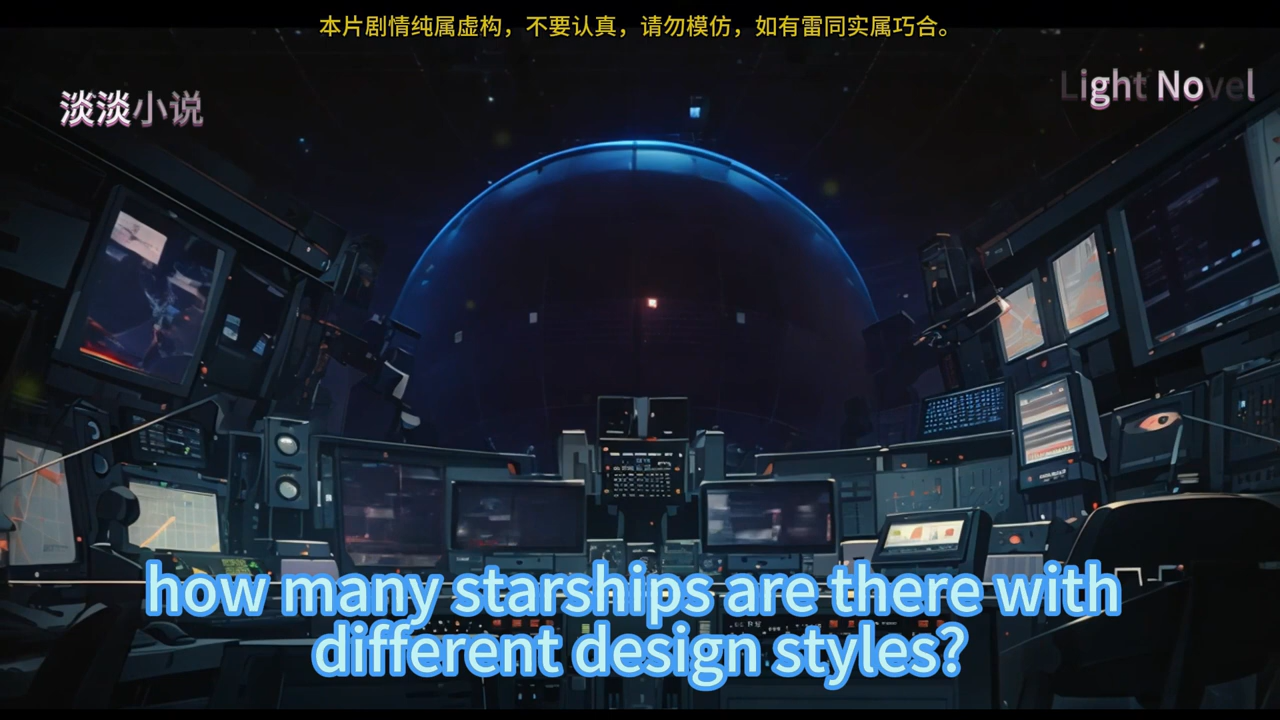 本片剧情纯属虚构，不要认真，请勿模仿，如有雷同实属巧合。
淡淡小说
Light Novel
how many starships are there with
different design styles?